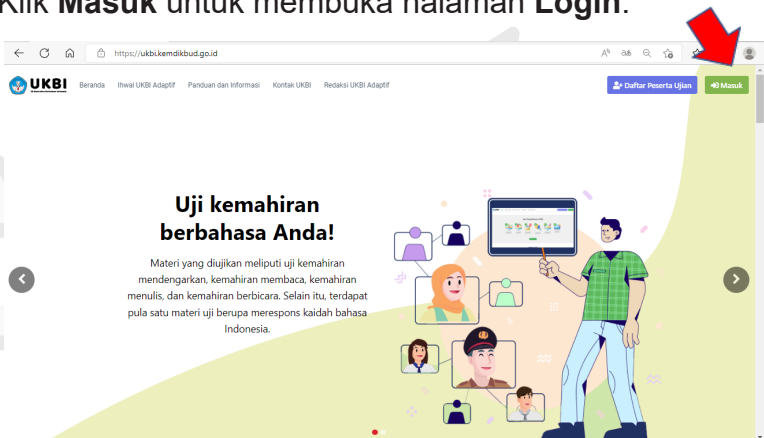 Klik Masuk untuk membuka halaman Login.
https://ukbi.kemdikbud.go.id
UKBI Beranda Ihwal UKBI Adaptif Panduan dan Informasi Kontak UKBI Redaksi UKBI Adaptif Daftar Peserta Ujian Masuk
Uji kemahiran
berbahasa Anda!
Materi yang diujikan meliputi uji kemahiran
mendengarkan, kemahiran membaca, kemahiran
menulis, dan kemahiran berbicara. Selain itu, terdapat
pula satu materi uji berupa merespons kaidah bahasa
Indonesia.